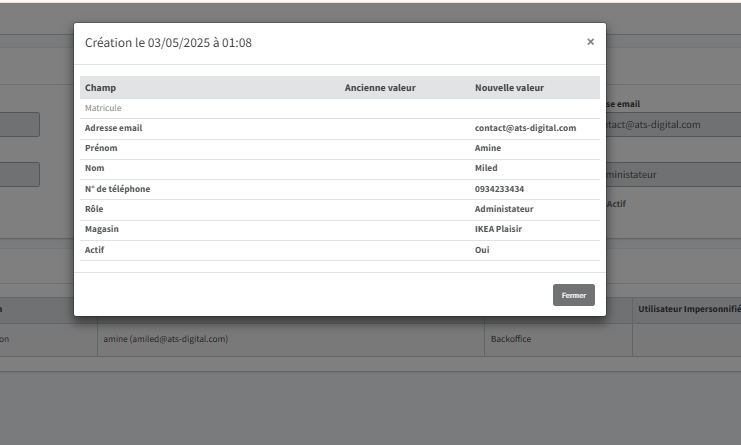 Création le 03/05/2025 à 01:08 ×
Champ Ancienne valeur Nouvelle valeur
Matricule
Adresse email contact@ats-digital.com
Prénom Amine
Nom Miled
N° de téléphone 0934233434
Rôle Administateur
Magasin IKEA Plaisir
Actif Oui
Fermer
se email
ntact@ats-digital.com
ministateur
Actif
Utilisateur Impersonnifié
on amine (amiled@ats-digital.com) Backoffice